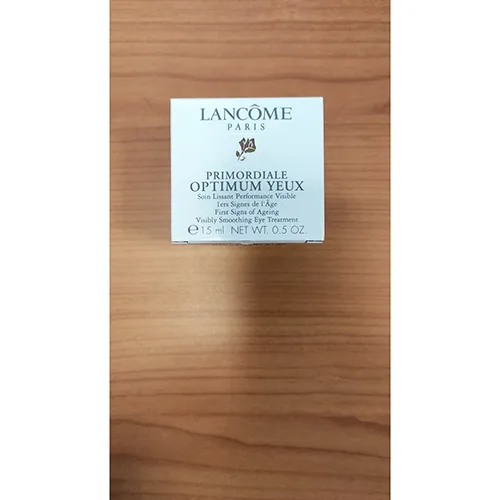 LANCÔME
PARIS
PRIMORDIALE
OPTIMUM YEUX
Soin Lissant Performance Visible
1ers Signes de l'Âge
First Signs of Ageing
Visibly Smoothing Eye Treatment
℮ 15 ml NET WT. 0.5 OZ.